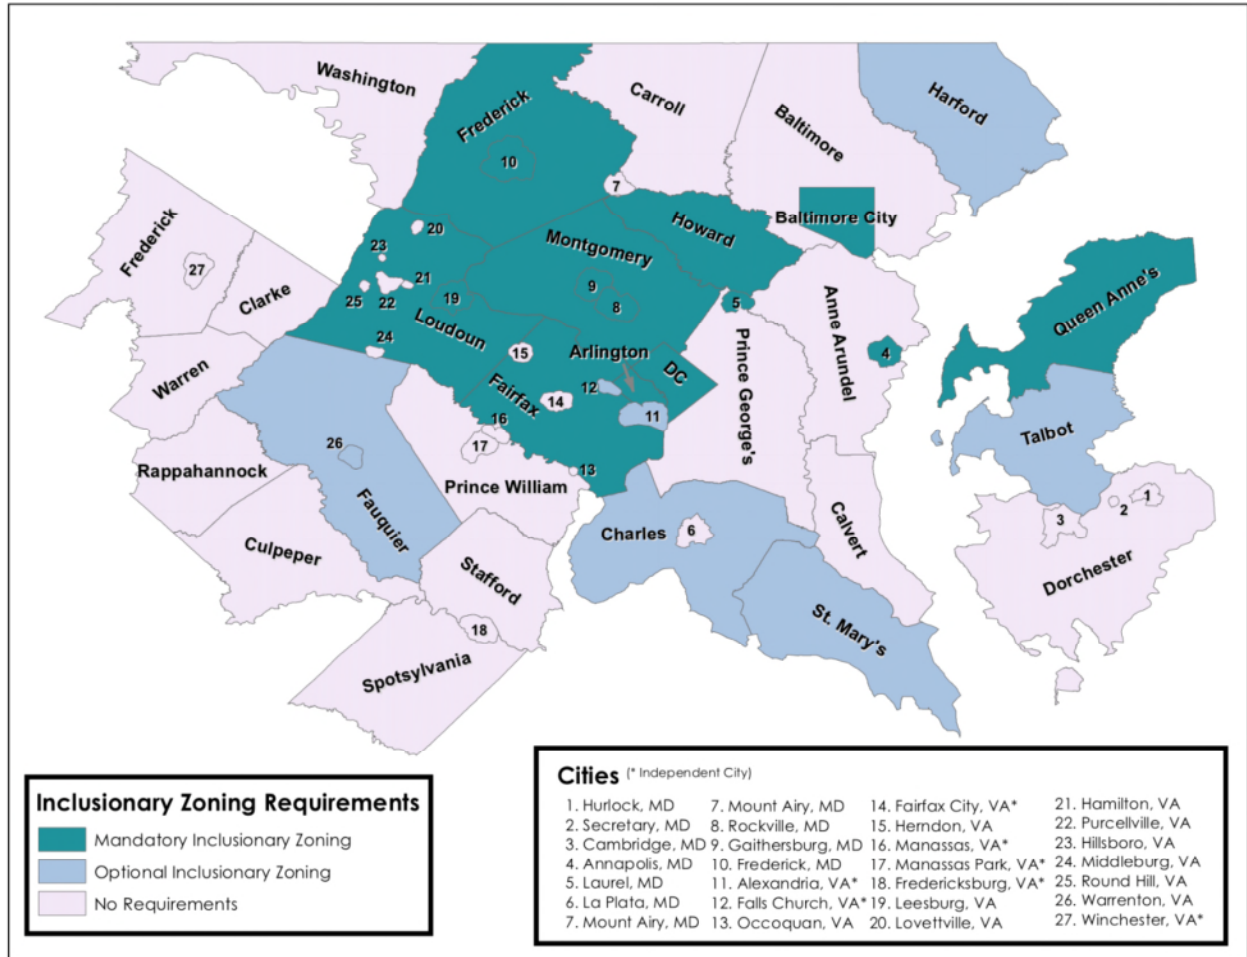 Washington
Frederick
Carroll
Baltimore
Harford
10
7
Baltimore City
Howard
Montgomery
Frederick
27
Clarke
20
23
21
25
22
19
9
8
5
Loudoun
24
15
Arlington
DC
Prince George's
Anne Arundel
4
Queen Anne's
Warren
Fairfax
12
14
11
16
17
13
26
Rappahannock
Fauquier
Prince William
Talbot
Culpeper
Stafford
Charles
6
Calvert
1
2
3
Dorchester
18
Spotsylvania
St. Mary's
Inclusionary Zoning Requirements
Mandatory Inclusionary Zoning
Optional Inclusionary Zoning
No Requirements
Cities (* Independent City)
1. Hurlock, MD
2. Secretary, MD
3. Cambridge, MD
4. Annapolis, MD
5. Laurel, MD
6. La Plata, MD
7. Mount Airy, MD
7. Mount Airy, MD
8. Rockville, MD
9. Gaithersburg, MD
10. Frederick, MD
11. Alexandria, VA*
12. Falls Church, VA*
13. Occoquan, VA
14. Fairfax City, VA*
15. Herndon, VA
16. Manassas, VA*
17. Manassas Park, VA*
18. Fredericksburg, VA*
19. Leesburg, VA
20. Lovettville, VA
21. Hamilton, VA
22. Purcellville, VA
23. Hillsboro, VA
24. Middleburg, VA
25. Round Hill, VA
26. Warrenton, VA
27. Winchester, VA*